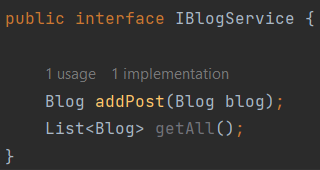 public interface IBlogService {
1 usage   1 implementation
Blog addPost(Blog blog);
List<Blog> getAll();
}